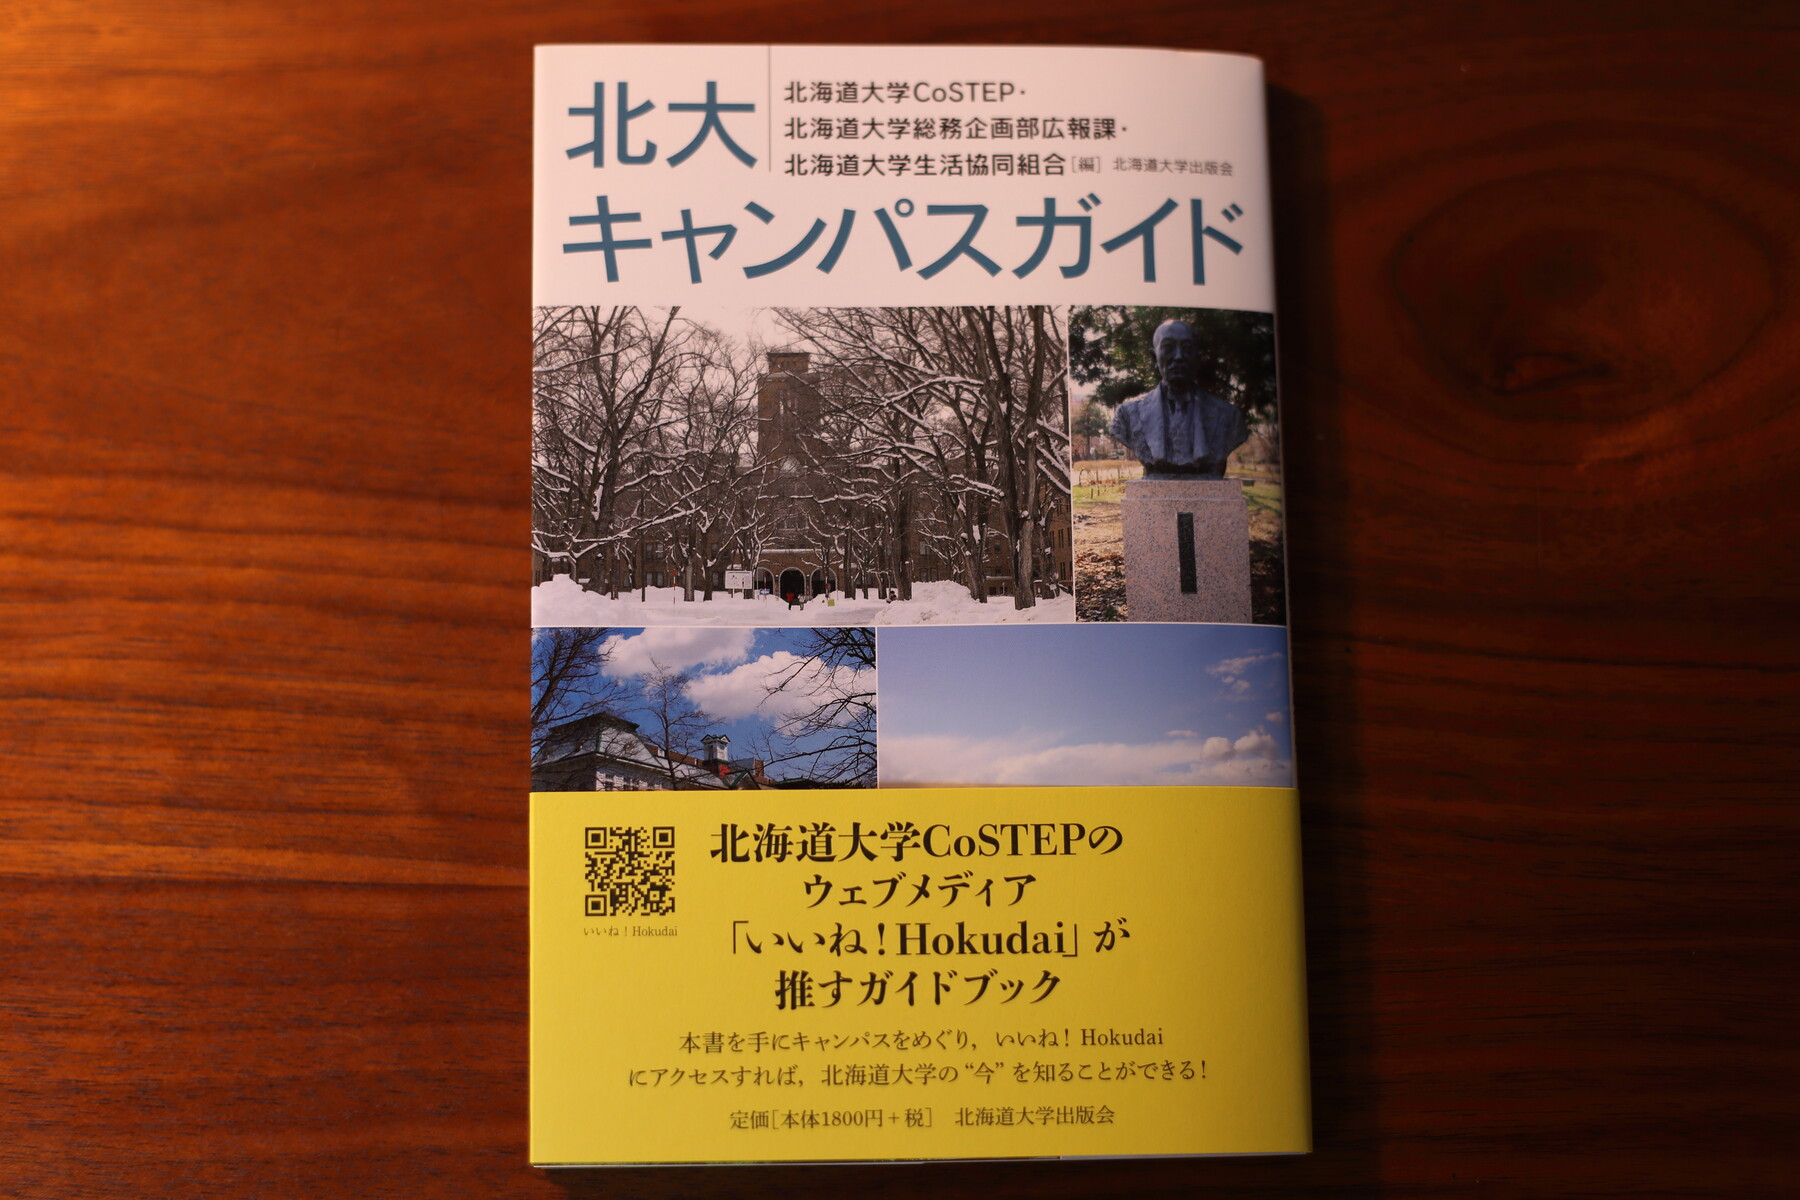 北大
北海道大学CoSTEP・
北海道大学総務企画部広報課・
北海道大学生活協同組合[編] 北海道大学出版会
キャンパスガイド
いいね！Hokudai
北海道大学CoSTEPの
ウェブメディア
「いいね！Hokudai」が
推すガイドブック
本書を手にキャンパスをめぐり，いいね！Hokudai
にアクセスすれば，北海道大学の“今”を知ることができる！
定価[本体1800円+税] 北海道大学出版会